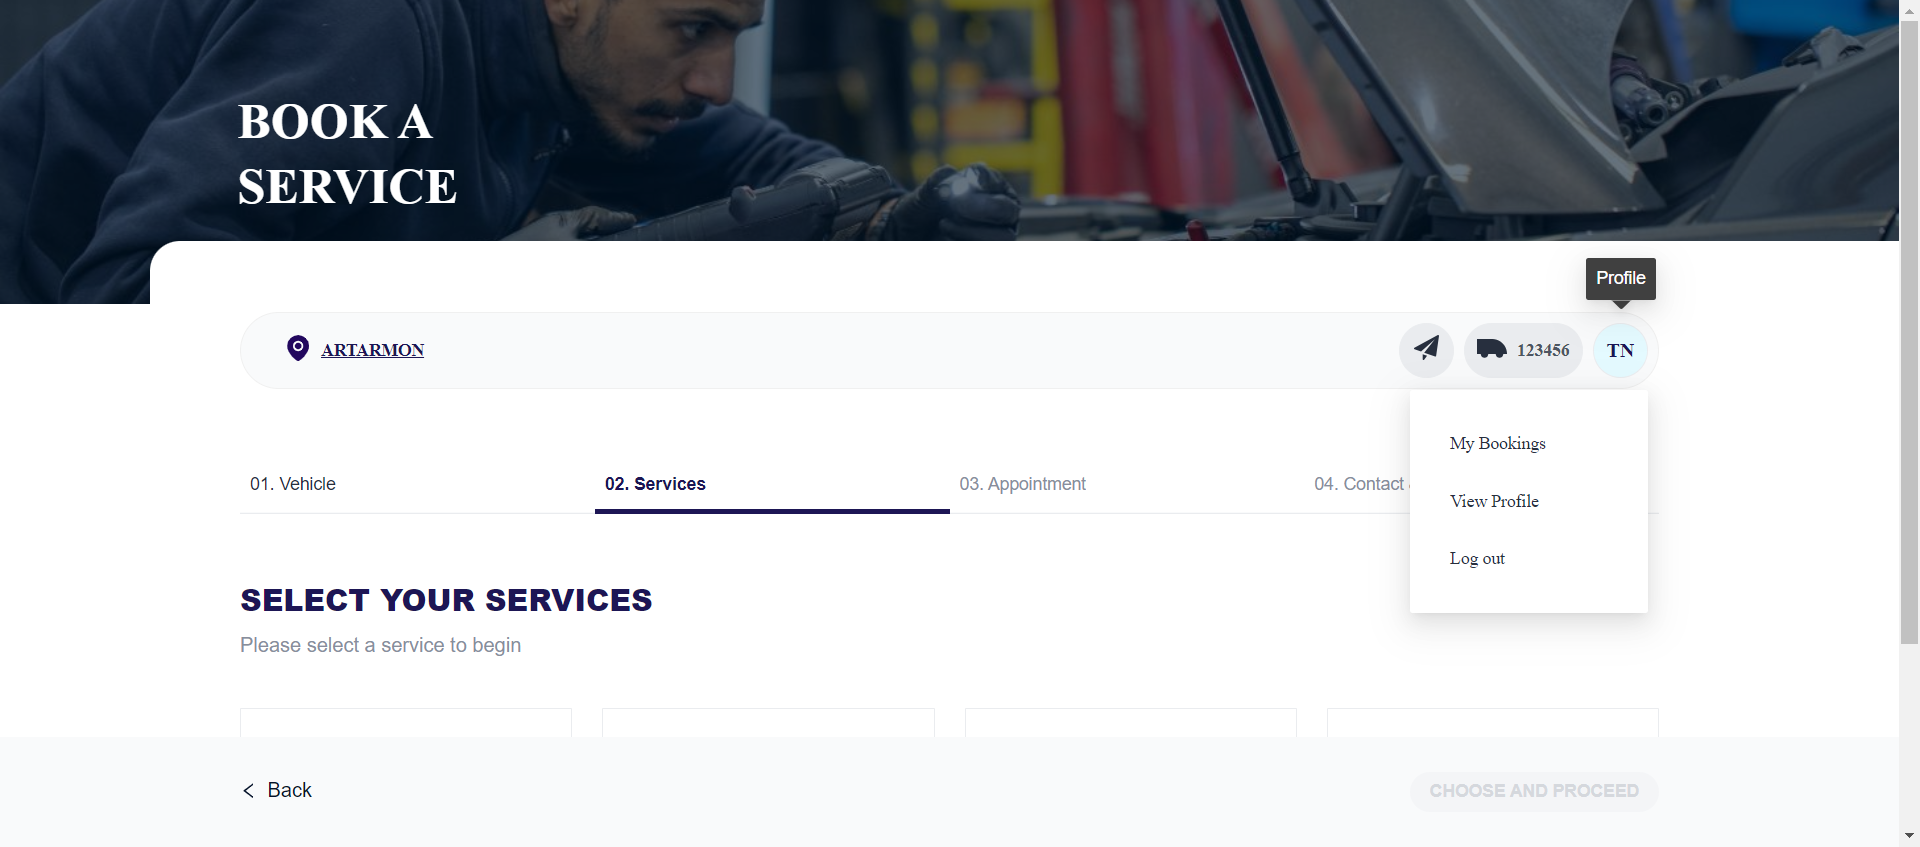 BOOK A
SERVICE
Profile
ARTARMON
123456
TN
My Bookings
View Profile
Log out
01. Vehicle
02. Services
03. Appointment
04. Contact
SELECT YOUR SERVICES
Please select a service to begin
Back
CHOOSE AND PROCEED